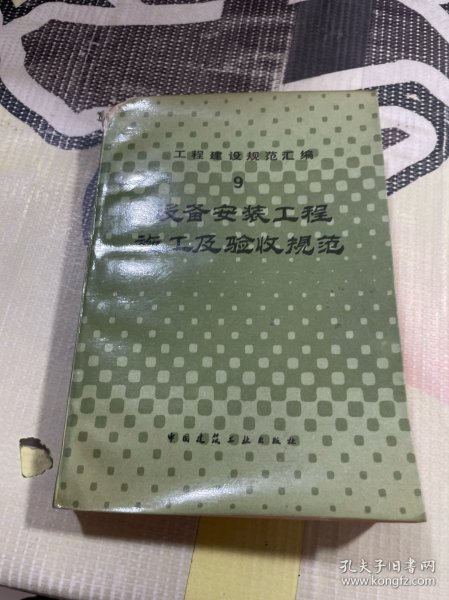 工程建设规范汇编
9
设备安装工程
施工及验收规范
中国建筑工业出版社
孔夫子旧书网
www.kongfz.com